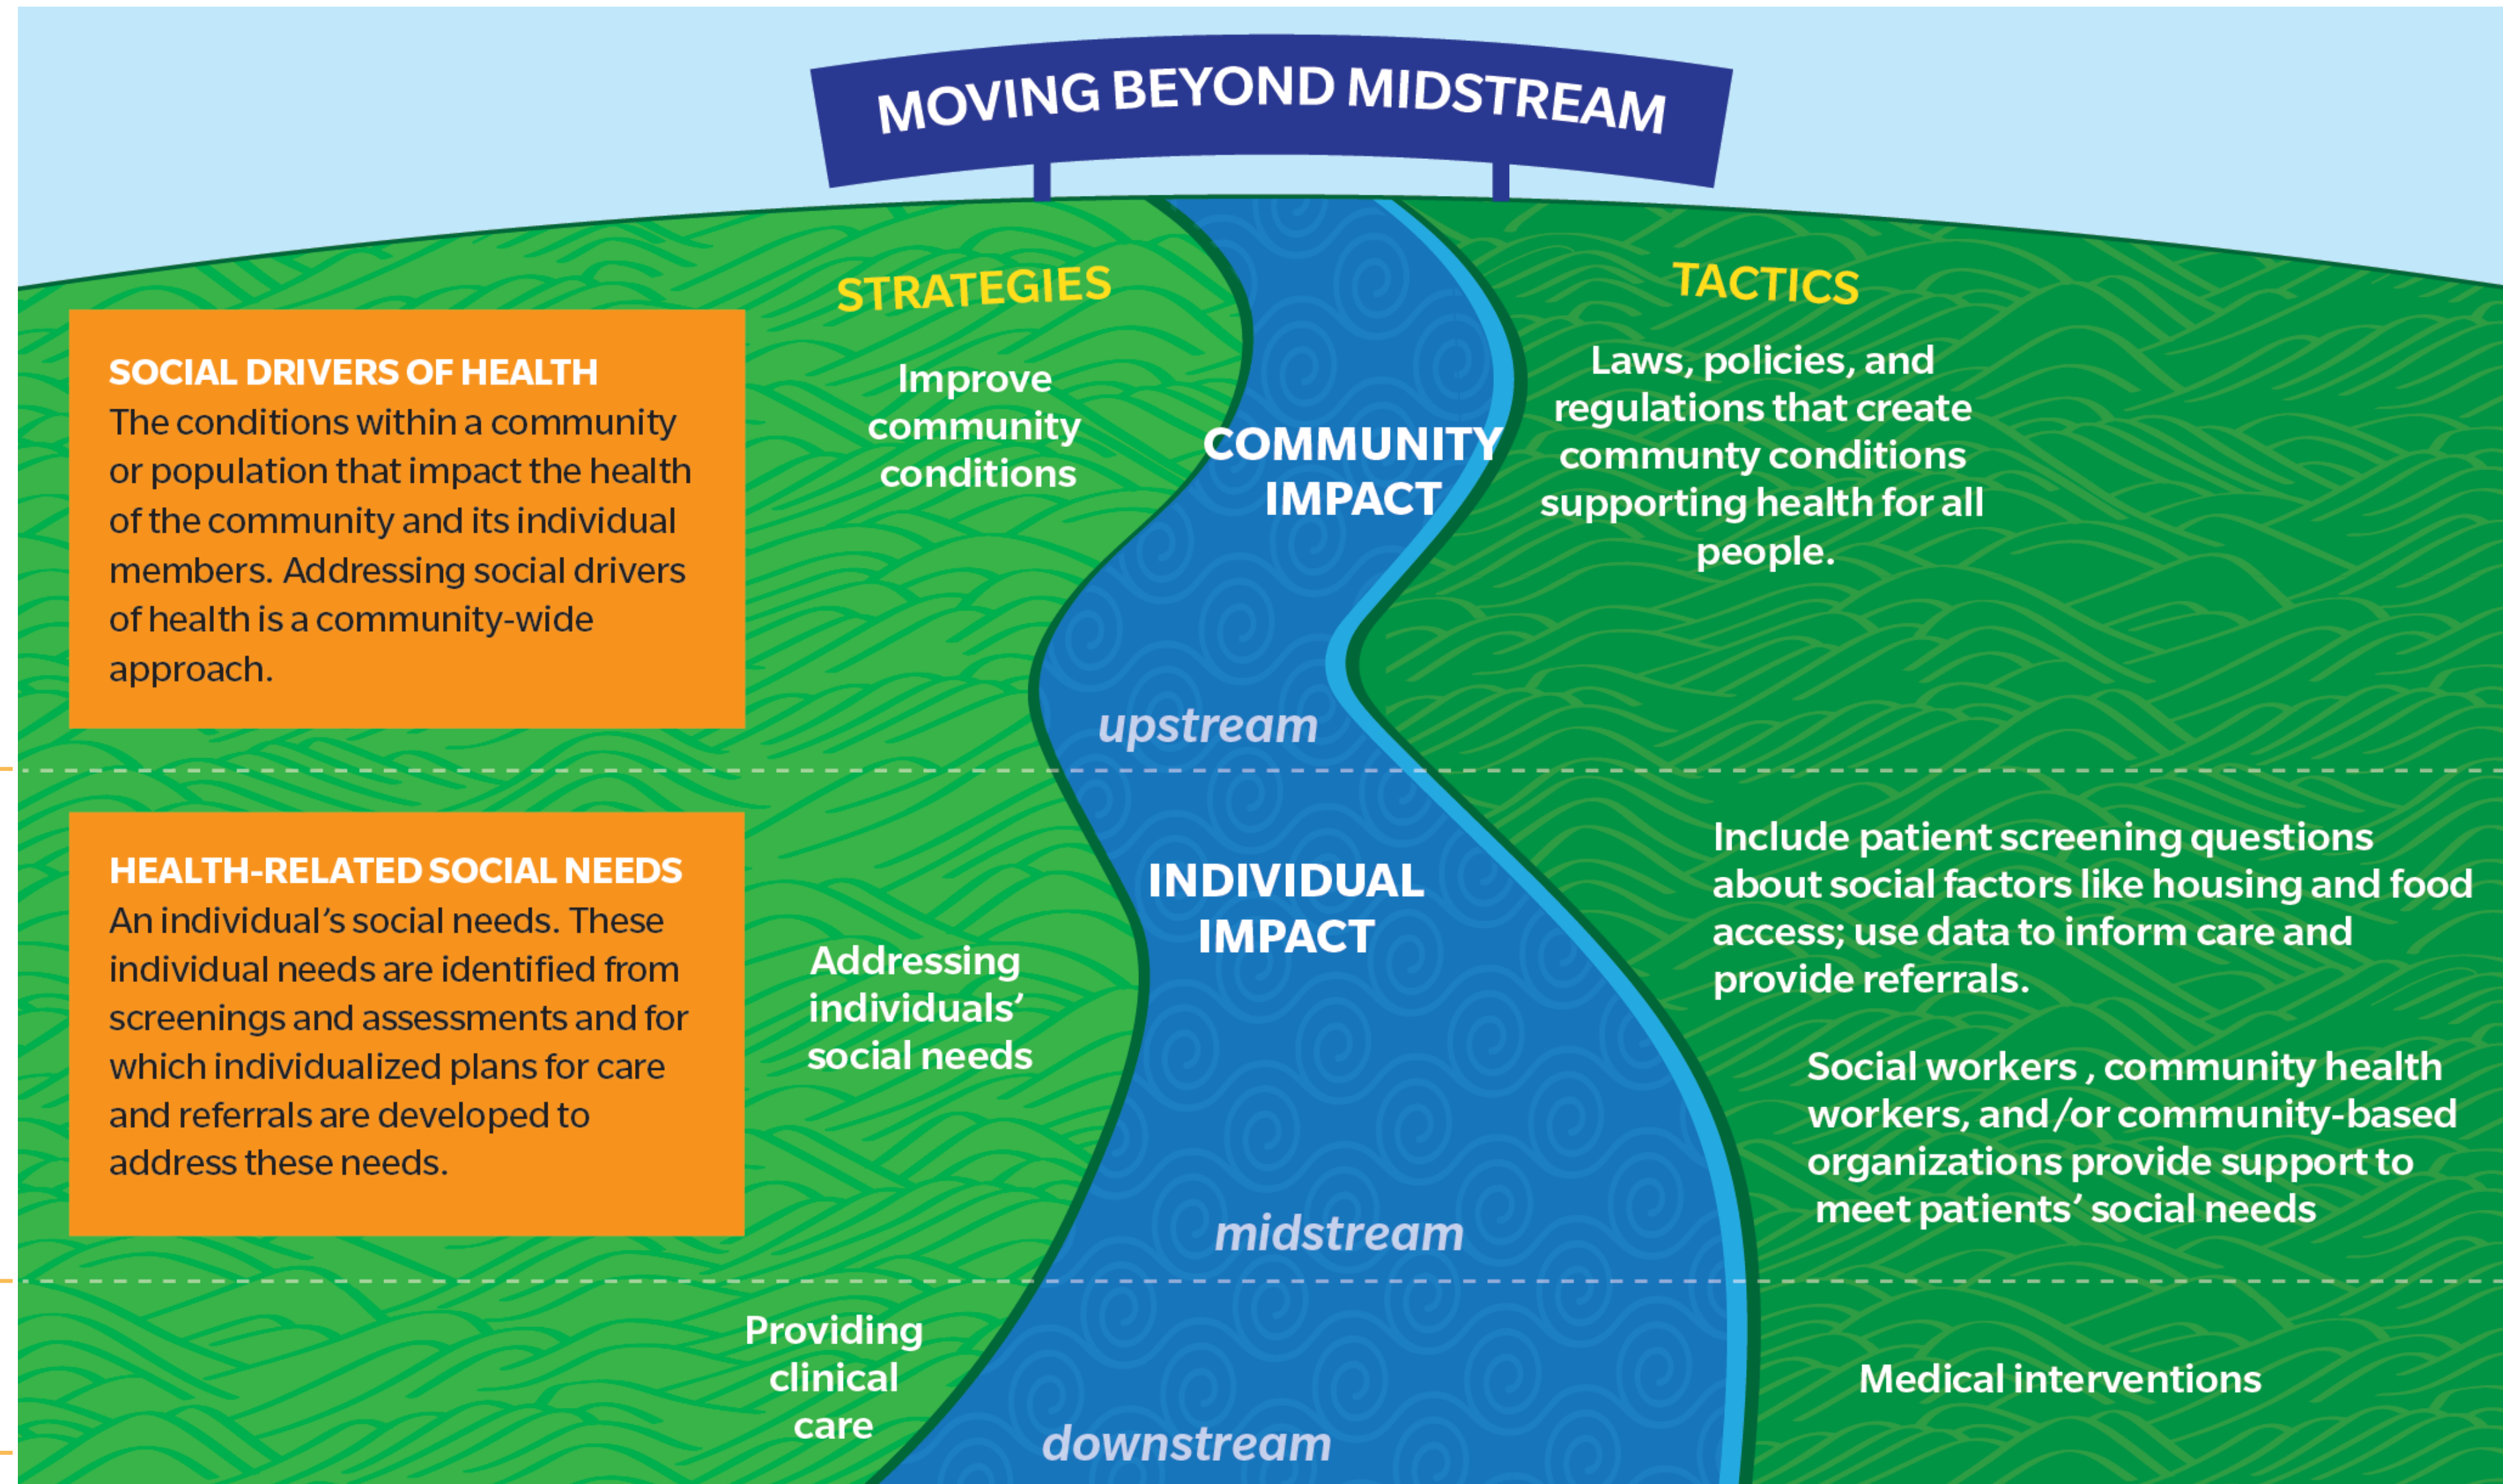 MOVING BEYOND MIDSTREAM
STRATEGIES
TACTICS
SOCIAL DRIVERS OF HEALTH
The conditions within a community
or population that impact the health
of the community and its individual
members. Addressing social drivers
of health is a community-wide
approach.
Improve
community
conditions
COMMUNITY
IMPACT
Laws, policies, and
regulations that create
communty conditions
supporting health for all
people.
upstream
HEALTH-RELATED SOCIAL NEEDS
An individual’s social needs. These
individual needs are identified from
screenings and assessments and for
which individualized plans for care
and referrals are developed to
address these needs.
Addressing
individuals’
social needs
INDIVIDUAL
IMPACT
Include patient screening questions
about social factors like housing and food
access; use data to inform care and
provide referrals.
Social workers , community health
workers, and/or community-based
organizations provide support to
meet patients’ social needs
midstream
Providing
clinical
care
Medical interventions
downstream